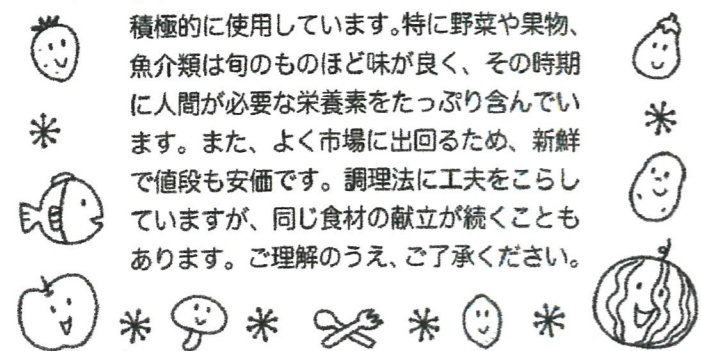 積極的に使用しています。特に野菜や果物、
魚介類は旬のものほど味が良く、その時期
に人間が必要な栄養素をたっぷり含んでい
ます。また、よく市場に出回るため、新鮮
で値段も安価です。調理法に工夫をこらし
ていますが、同じ食材の献立が続くことも
あります。ご理解のうえ、ご了承ください。